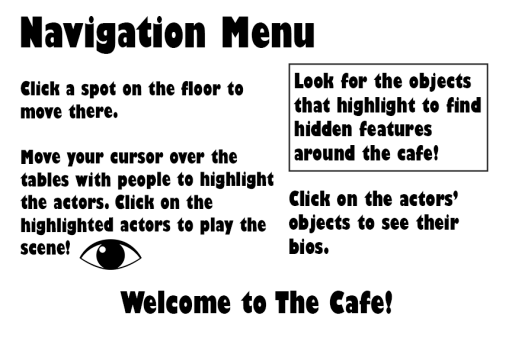 Navigation Menu
Click a spot on the floor to
move there.
Move your cursor over the
tables with people to highlight
the actors. Click on the
highlighted actors to play the
scene!
Look for the objects
that highlight to find
hidden features
around the cafe!
Click on the actors'
objects to see their
bios.
Welcome to The Cafe!